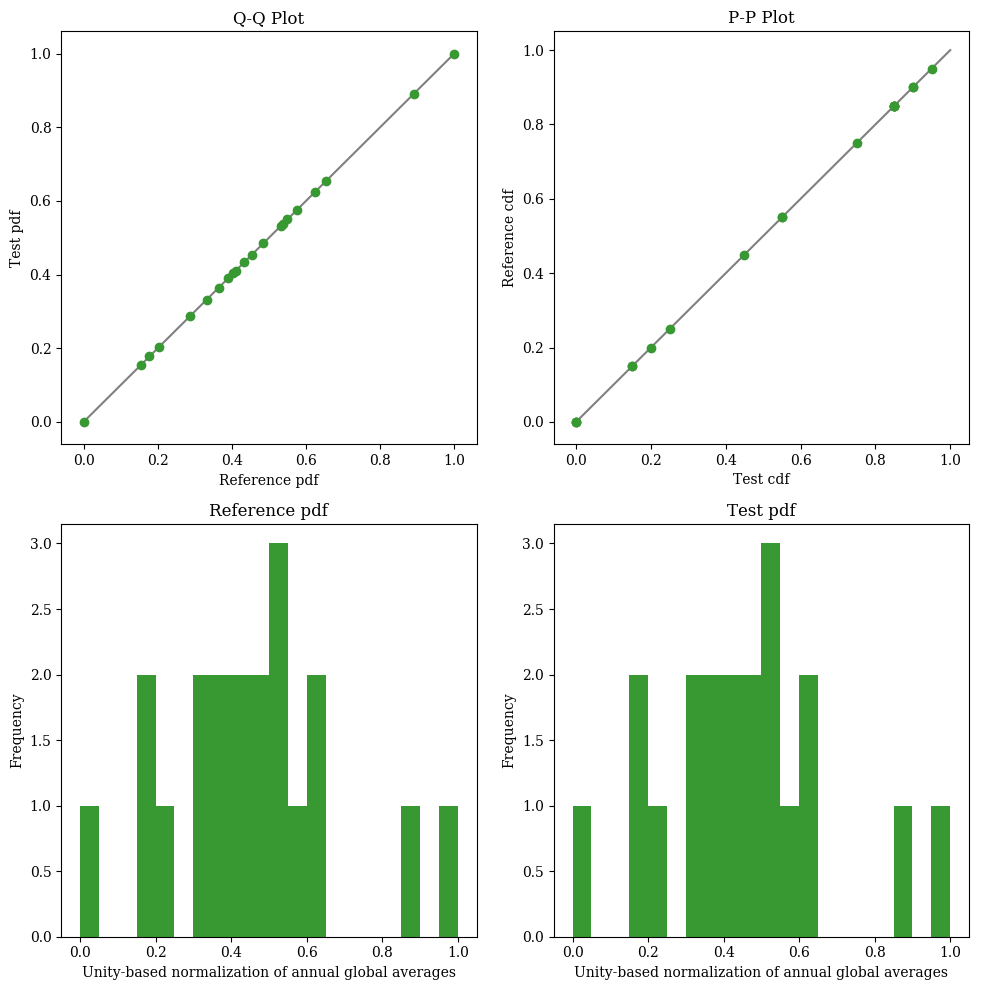 Q-Q Plot
1.0
0.8
0.6
0.4
0.2
0.0
Test pdf
0.0 0.2 0.4 0.6 0.8 1.0
Reference pdf
P-P Plot
1.0
0.8
0.6
0.4
0.2
0.0
Reference cdf
0.0 0.2 0.4 0.6 0.8 1.0
Test cdf
Reference pdf
3.0
2.5
2.0
1.5
1.0
0.5
0.0
Frequency
0.0 0.2 0.4 0.6 0.8 1.0
Unity-based normalization of annual global averages
Test pdf
3.0
2.5
2.0
1.5
1.0
0.5
0.0
Frequency
0.0 0.2 0.4 0.6 0.8 1.0
Unity-based normalization of annual global averages